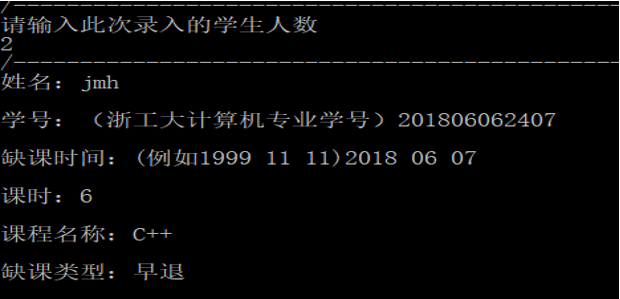 /--------------------------------------------------
请输入此次录入的学生人数
2
/--------------------------------------------------
姓名：jmh
学号：（浙工大计算机专业学号）201806062407
缺课时间：(例如1999 11 11)2018 06 07
课时：6
课程名称：C++
缺课类型：早退